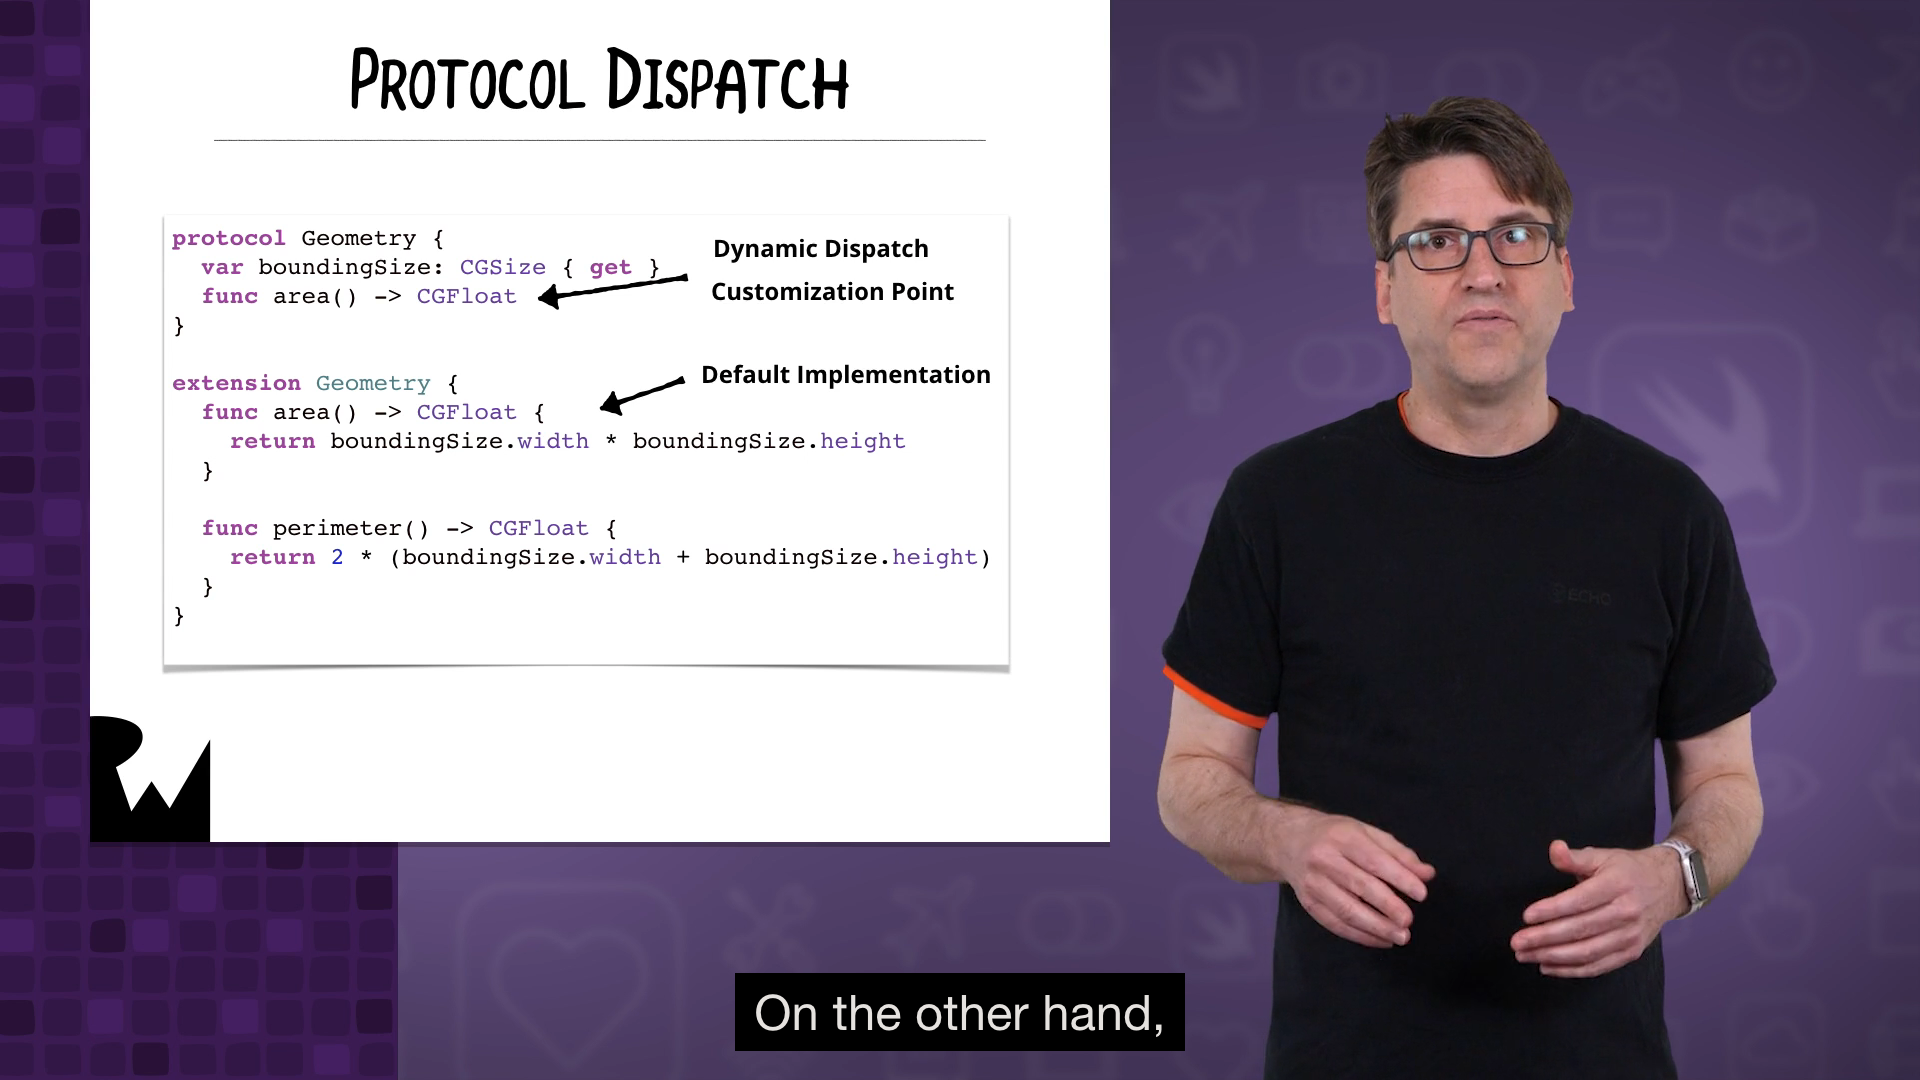 PROTOCOL DISPATCH
protocol Geometry {
var boundingSize: CGSize { get }
func area() -> CGFloat
}
Dynamic Dispatch
Customization Point
extension Geometry {
func area() -> CGFloat {
return boundingSize.width * boundingSize.height
}
Default Implementation
func perimeter() -> CGFloat {
return 2 * (boundingSize.width + boundingSize.height)
}
}
RW
ECHO
On the other hand,